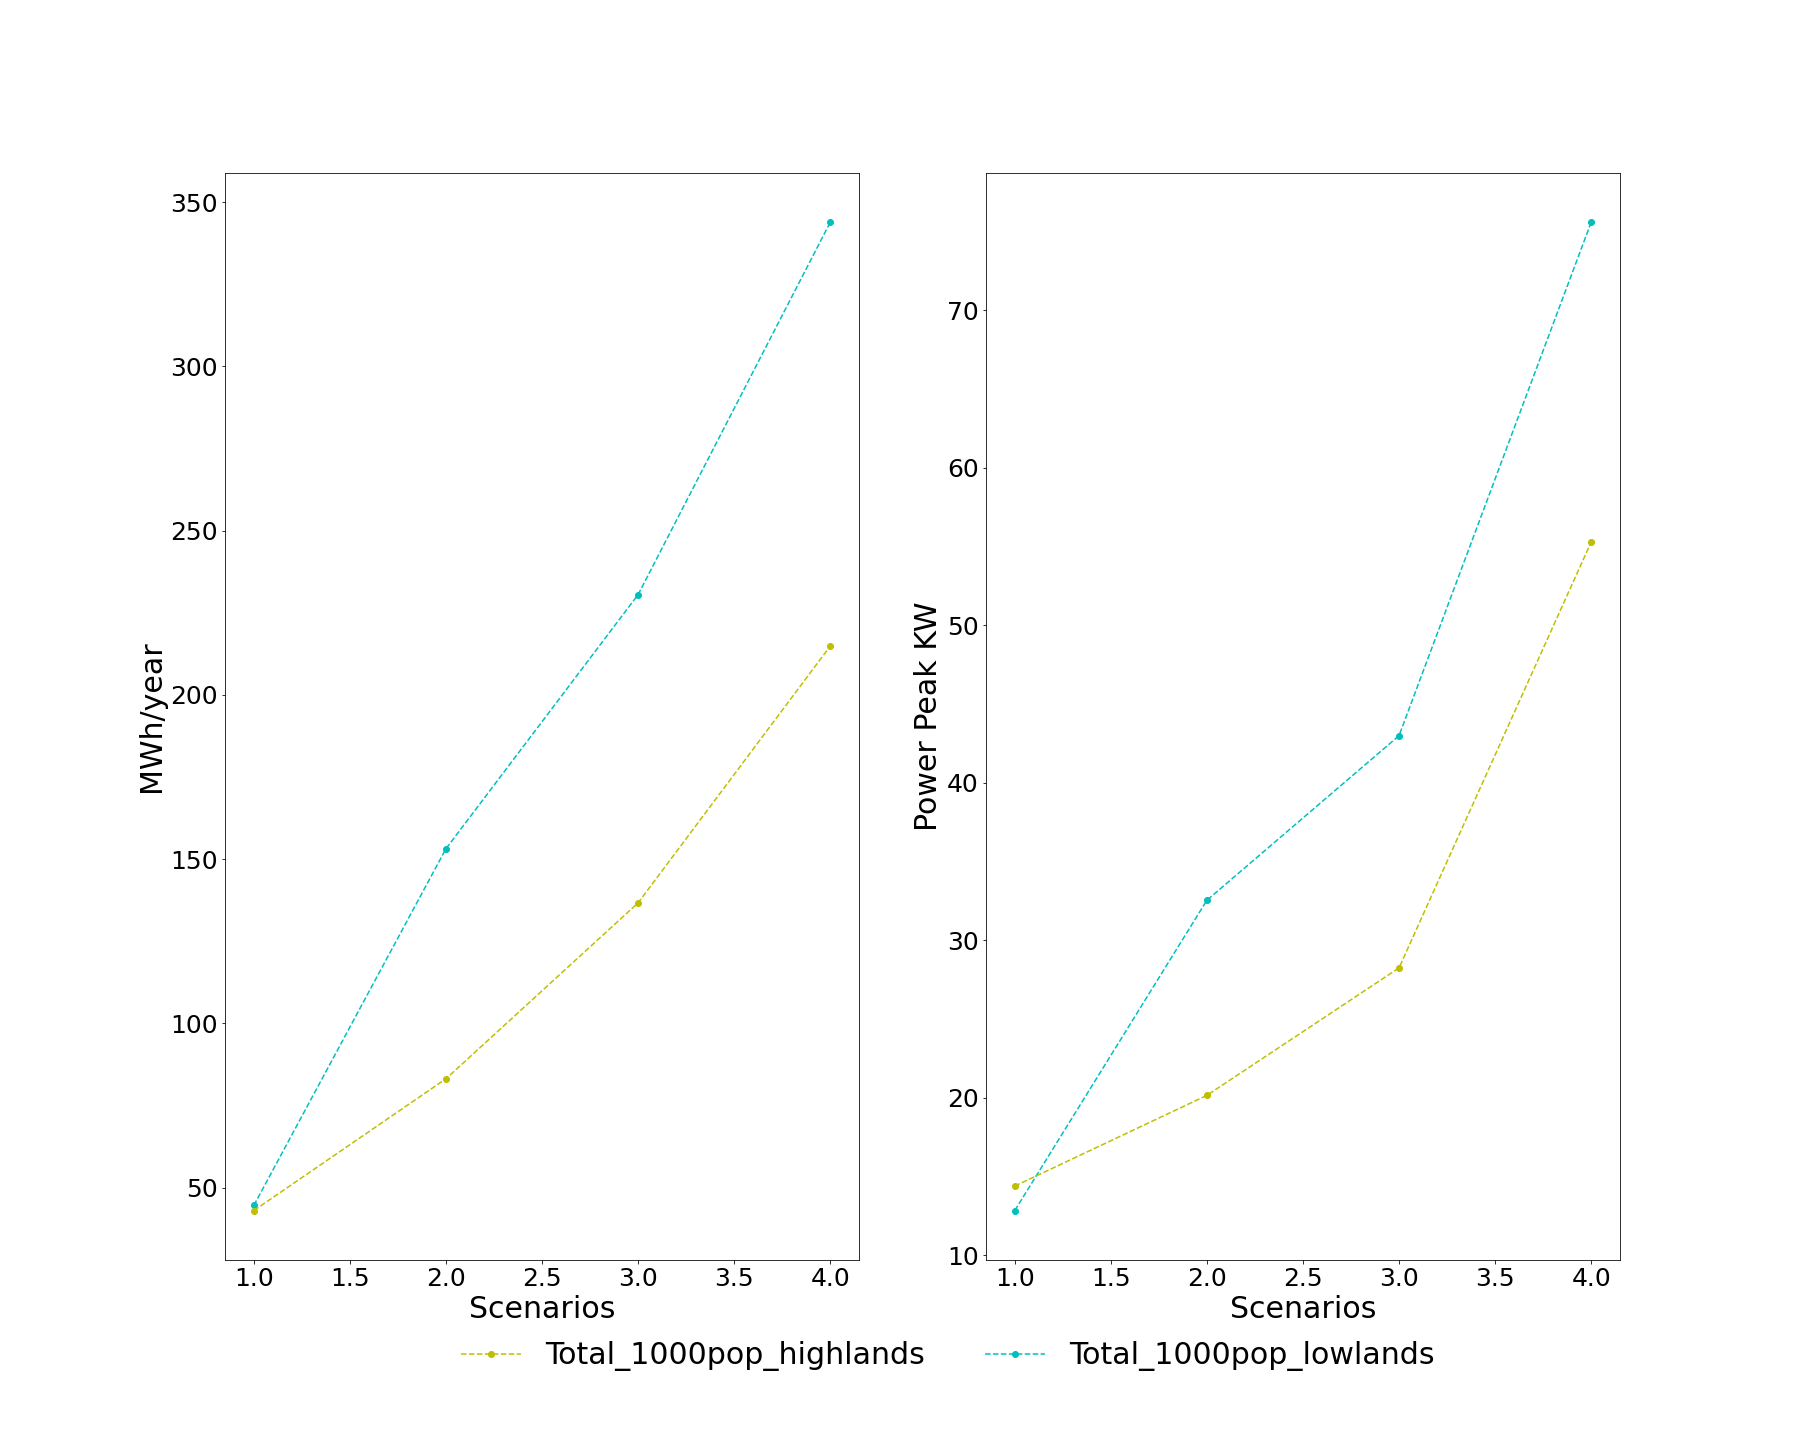 350
300
250
200
150
100
50
MWh/year
1.0 1.5 2.0 2.5 3.0 3.5 4.0
Scenarios
70
60
50
40
30
20
10
Power Peak KW
1.0 1.5 2.0 2.5 3.0 3.5 4.0
Scenarios
Total_1000pop_highlands Total_1000pop_lowlands